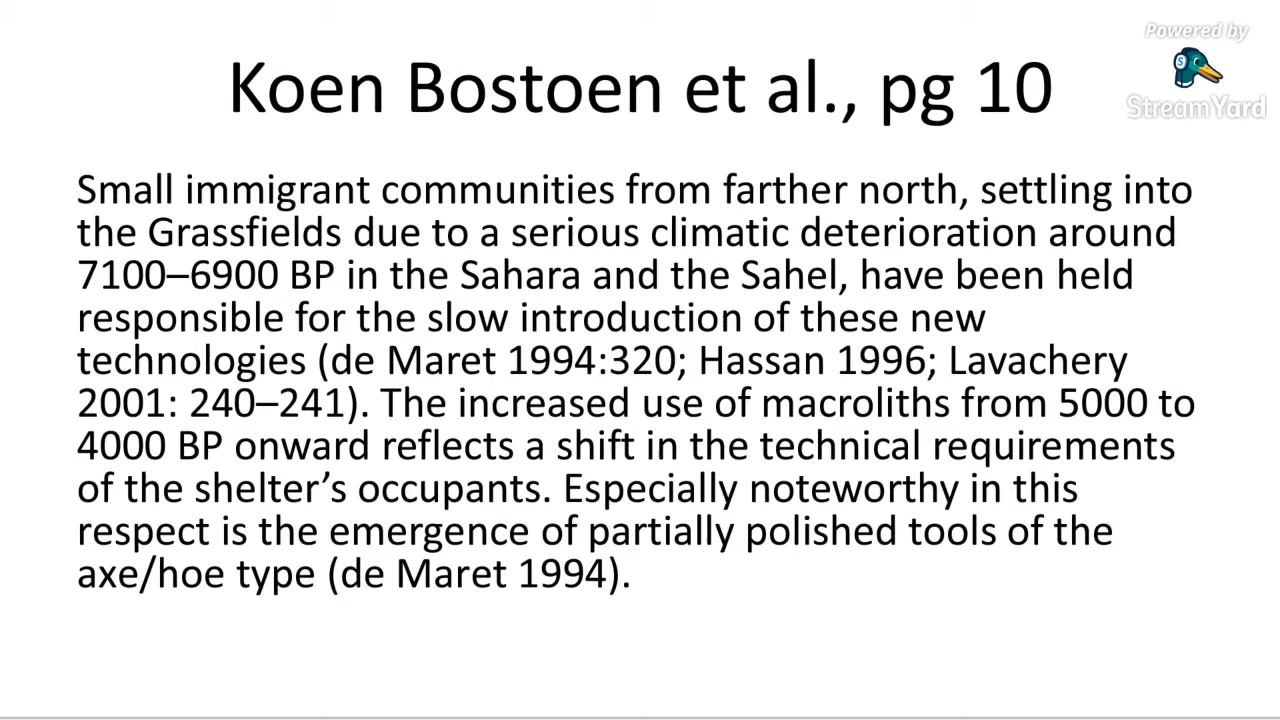 Powered by
StreamYard
Koen Bostoen et al., pg 10
Small immigrant communities from farther north, settling into
the Grassfields due to a serious climatic deterioration around
7100–6900 BP in the Sahara and the Sahel, have been held
responsible for the slow introduction of these new
technologies (de Maret 1994:320; Hassan 1996; Lavachery
2001: 240–241). The increased use of macroliths from 5000 to
4000 BP onward reflects a shift in the technical requirements
of the shelter’s occupants. Especially noteworthy in this
respect is the emergence of partially polished tools of the
axe/hoe type (de Maret 1994).